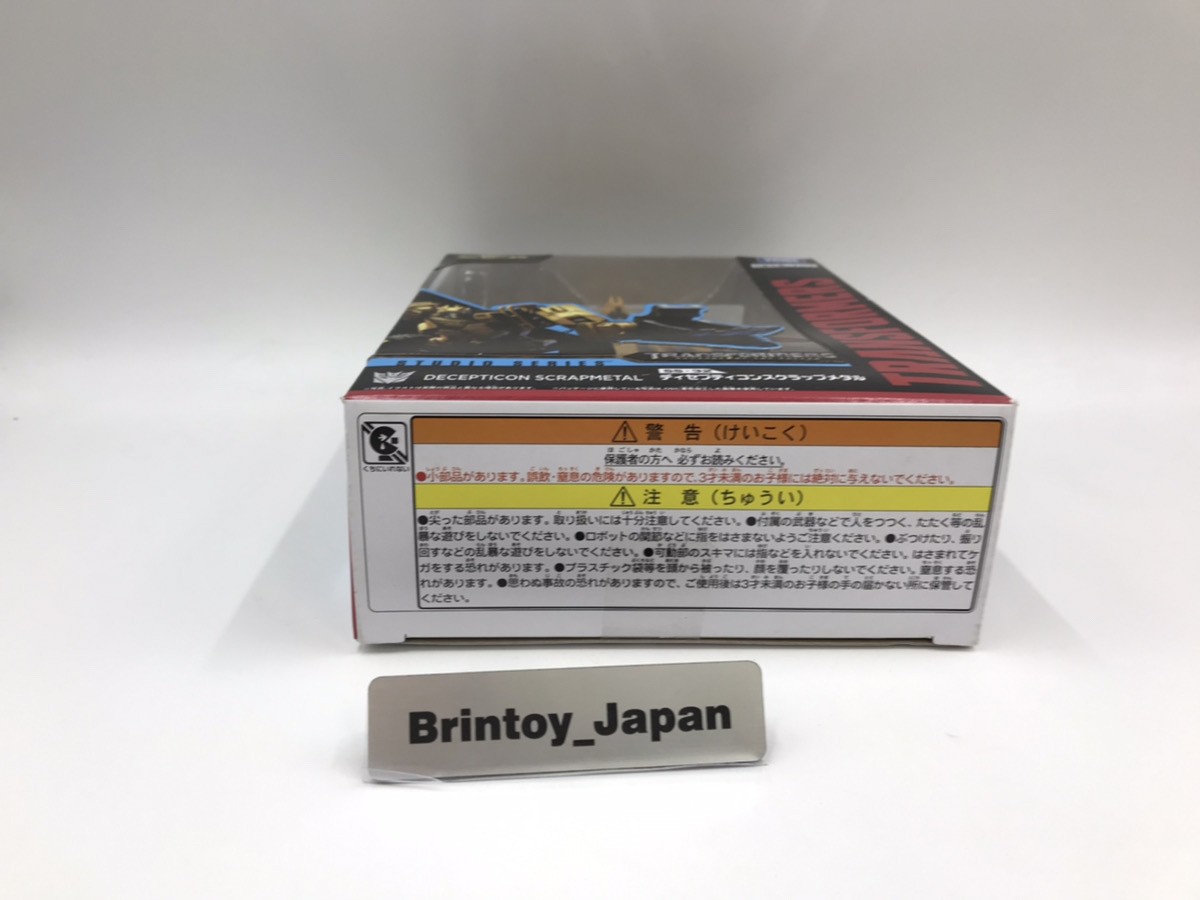 TRANSFORMERS
TRANSFORMERS
STUDIO SERIES
DECEPTICON SCRAPMETAL SS-32 ディセプティコンスクラップメタル
くちにいれない
警 告 (けいこく)
保護者の方へ 必ずお読みください。
●小部品があります。誤飲・窒息の危険がありますので、3才未満のお子様には絶対に与えないでください。
注 意 (ちゅうい)
●尖った部品があります。取り扱いには十分注意してください。●付属の武器などで人をつつく、たたく等の乱
暴な遊びをしないでください。●ロボットの関節などに指をはさまないようご注意ください。●ぶつけたり、振り
回すなどの乱暴な遊びをしないでください。●可動部のスキマには指などを入れないでください。はさまれてケ
ガをする恐れがあります。●プラスチック袋等を頭から被ったり、顔を覆ったりしないでください。窒息する恐
れがあります。●思わぬ事故の恐れがありますので、ご使用後は3才未満のお子様の手の届かない所に保管して
ください。
Brintoy_Japan